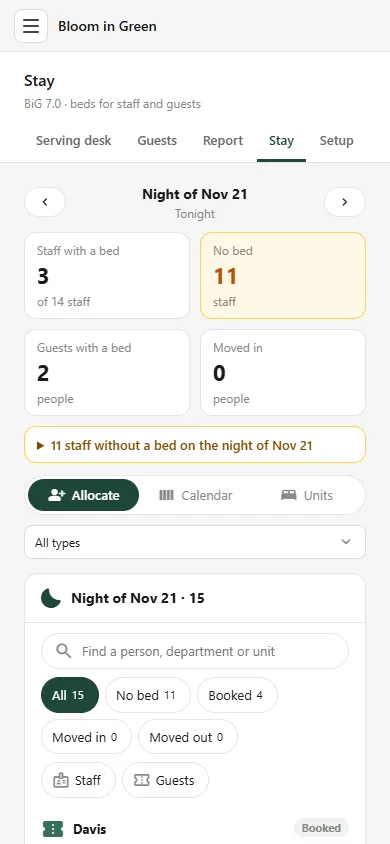 Bloom in Green
Stay
BiG 7.0 · beds for staff and guests
Serving desk Guests Report Stay Setup
Night of Nov 21
Tonight
Staff with a bed
3
of 14 staff
No bed
11
staff
Guests with a bed
2
people
Moved in
0
people
11 staff without a bed on the night of Nov 21
Allocate Calendar Units
All types
Night of Nov 21 · 15
Find a person, department or unit
All 15 No bed 11 Booked 4
Moved in 0 Moved out 0
Staff Guests
Davis Booked